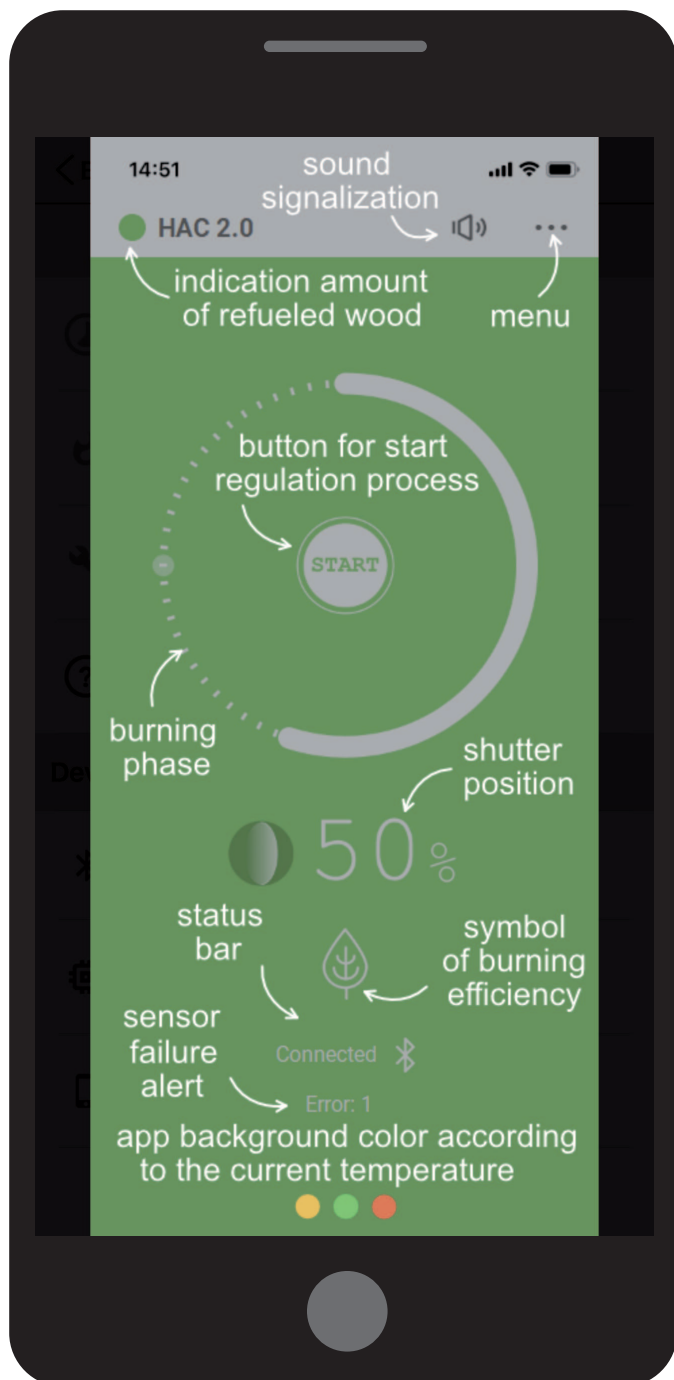 14:51
sound
signalization
HAC 2.0
indication amount
of refueled wood
menu
button for start
regulation process
START
burning
phase
shutter
position
50%
status
bar
symbol
of burning
efficiency
sensor
failure
alert
Connected
Error: 1
app background color according
to the current temperature